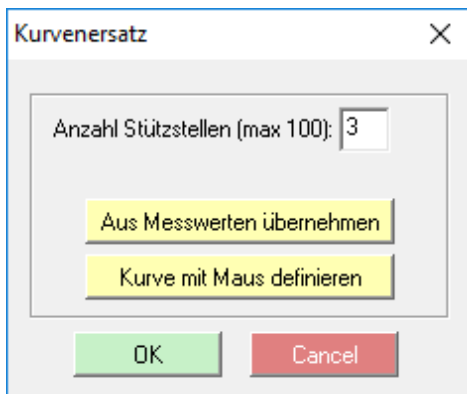 Kurvenersatz
Anzahl Stützstellen (max 100): 3
Aus Messwerten übernehmen
Kurve mit Maus definieren
OK Cancel